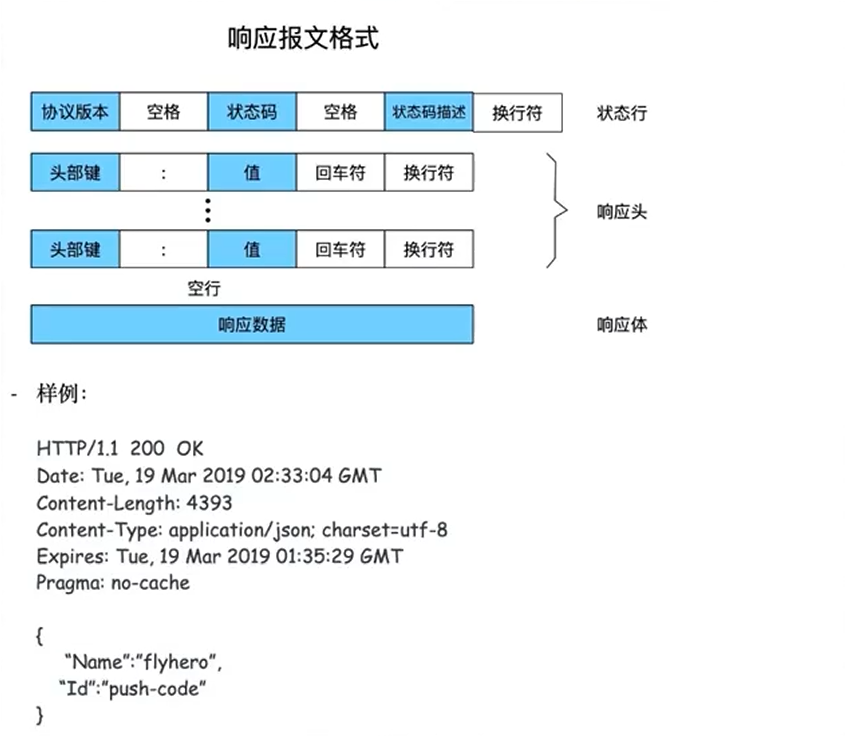 响应报文格式
协议版本 空格 状态码 空格 状态码描述 换行符 状态行
头部键 : 值 回车符 换行符
响应头
头部键 : 值 回车符 换行符
空行
响应数据 响应体
- 样例:
HTTP/1.1 200 OK
Date: Tue, 19 Mar 2019 02:33:04 GMT
Content-Length: 4393
Content-Type: application/json; charset=utf-8
Expires: Tue, 19 Mar 2019 01:35:29 GMT
Pragma: no-cache
{
“Name”:”flyhero”,
“Id”:”push-code”
}